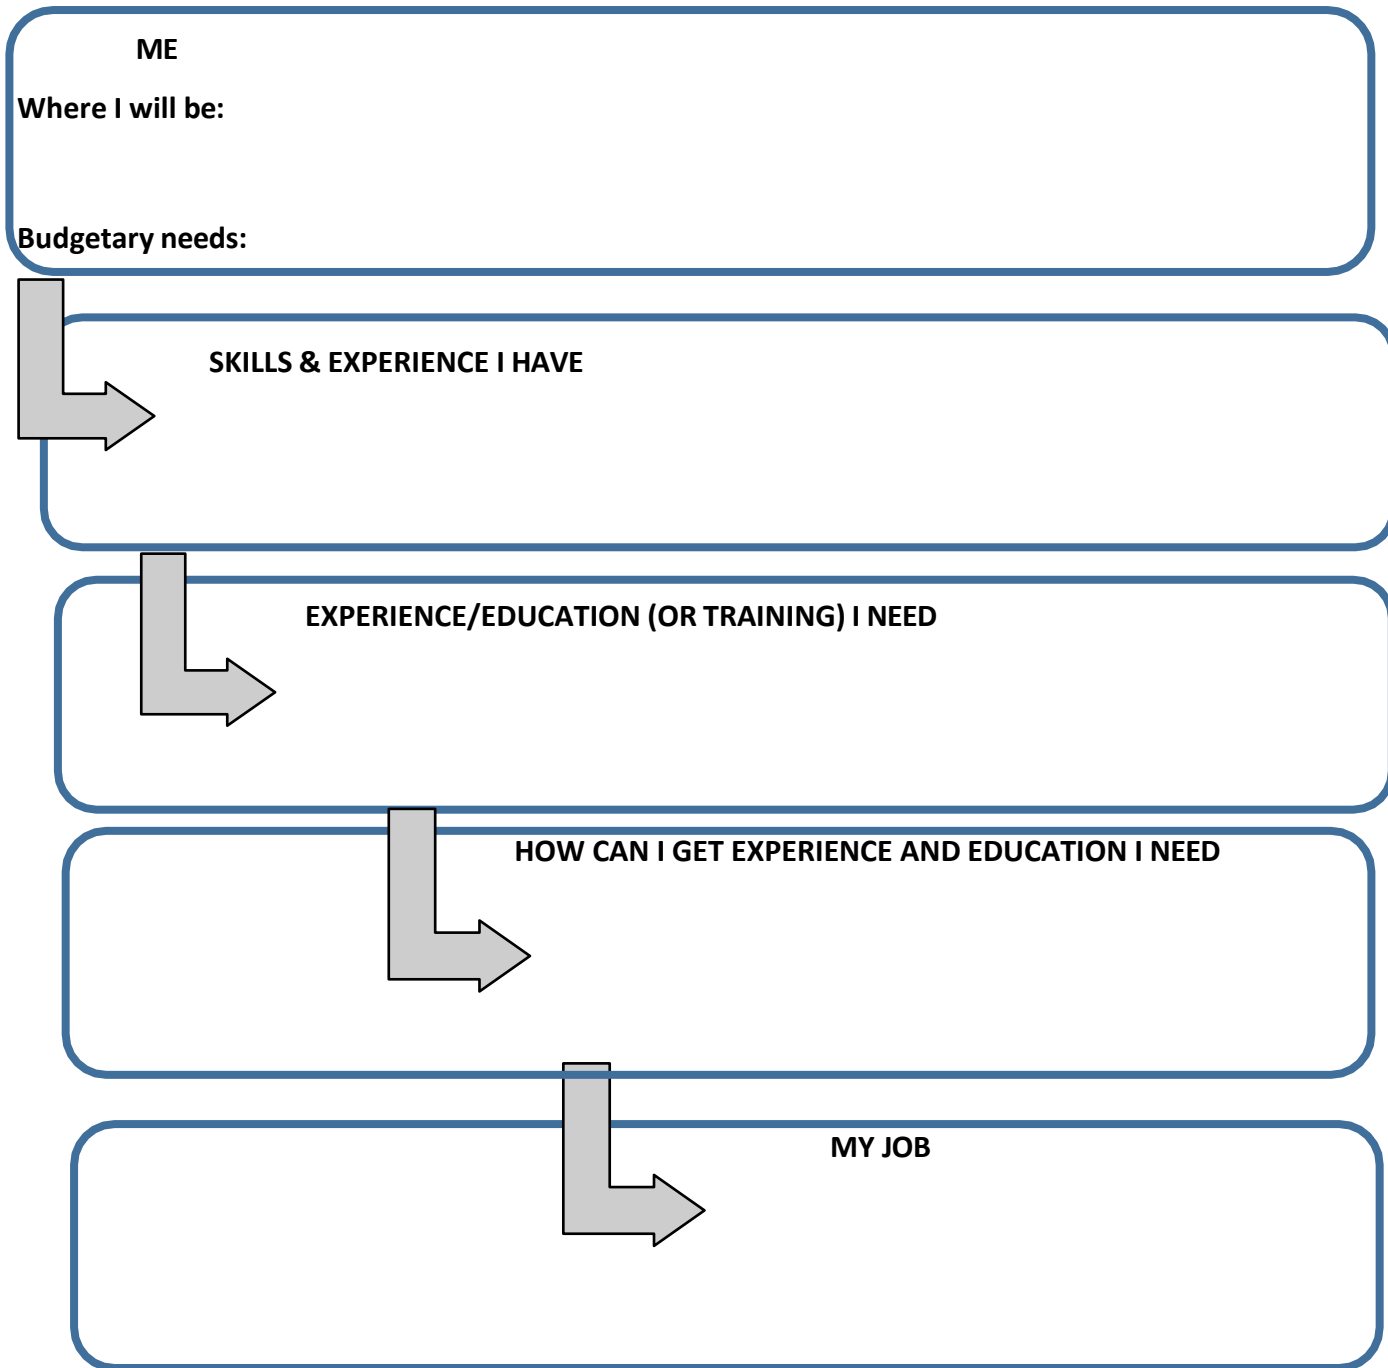 ME
Where I will be:
Budgetary needs:
SKILLS & EXPERIENCE I HAVE
EXPERIENCE/EDUCATION (OR TRAINING) I NEED
HOW CAN I GET EXPERIENCE AND EDUCATION I NEED
MY JOB